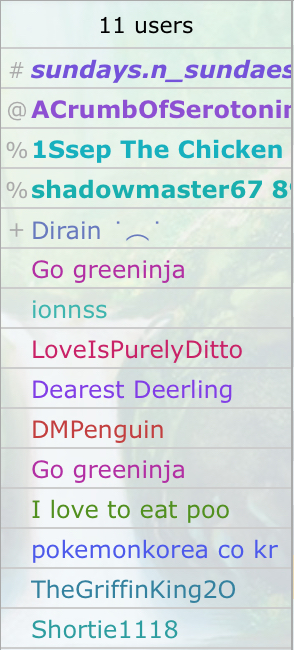 11 users
# sundays.n_sundaes
@ ACrumbOfSerotonin
% 1Ssep The Chicken
% shadowmaster67 8
+ Dirain ˙︵˙
Go greeninja
ionnss
LoveIsPurelyDitto
Dearest Deerling
DMPenguin
Go greeninja
I love to eat poo
pokemonkorea co kr
TheGriffinKing2O
Shortie1118